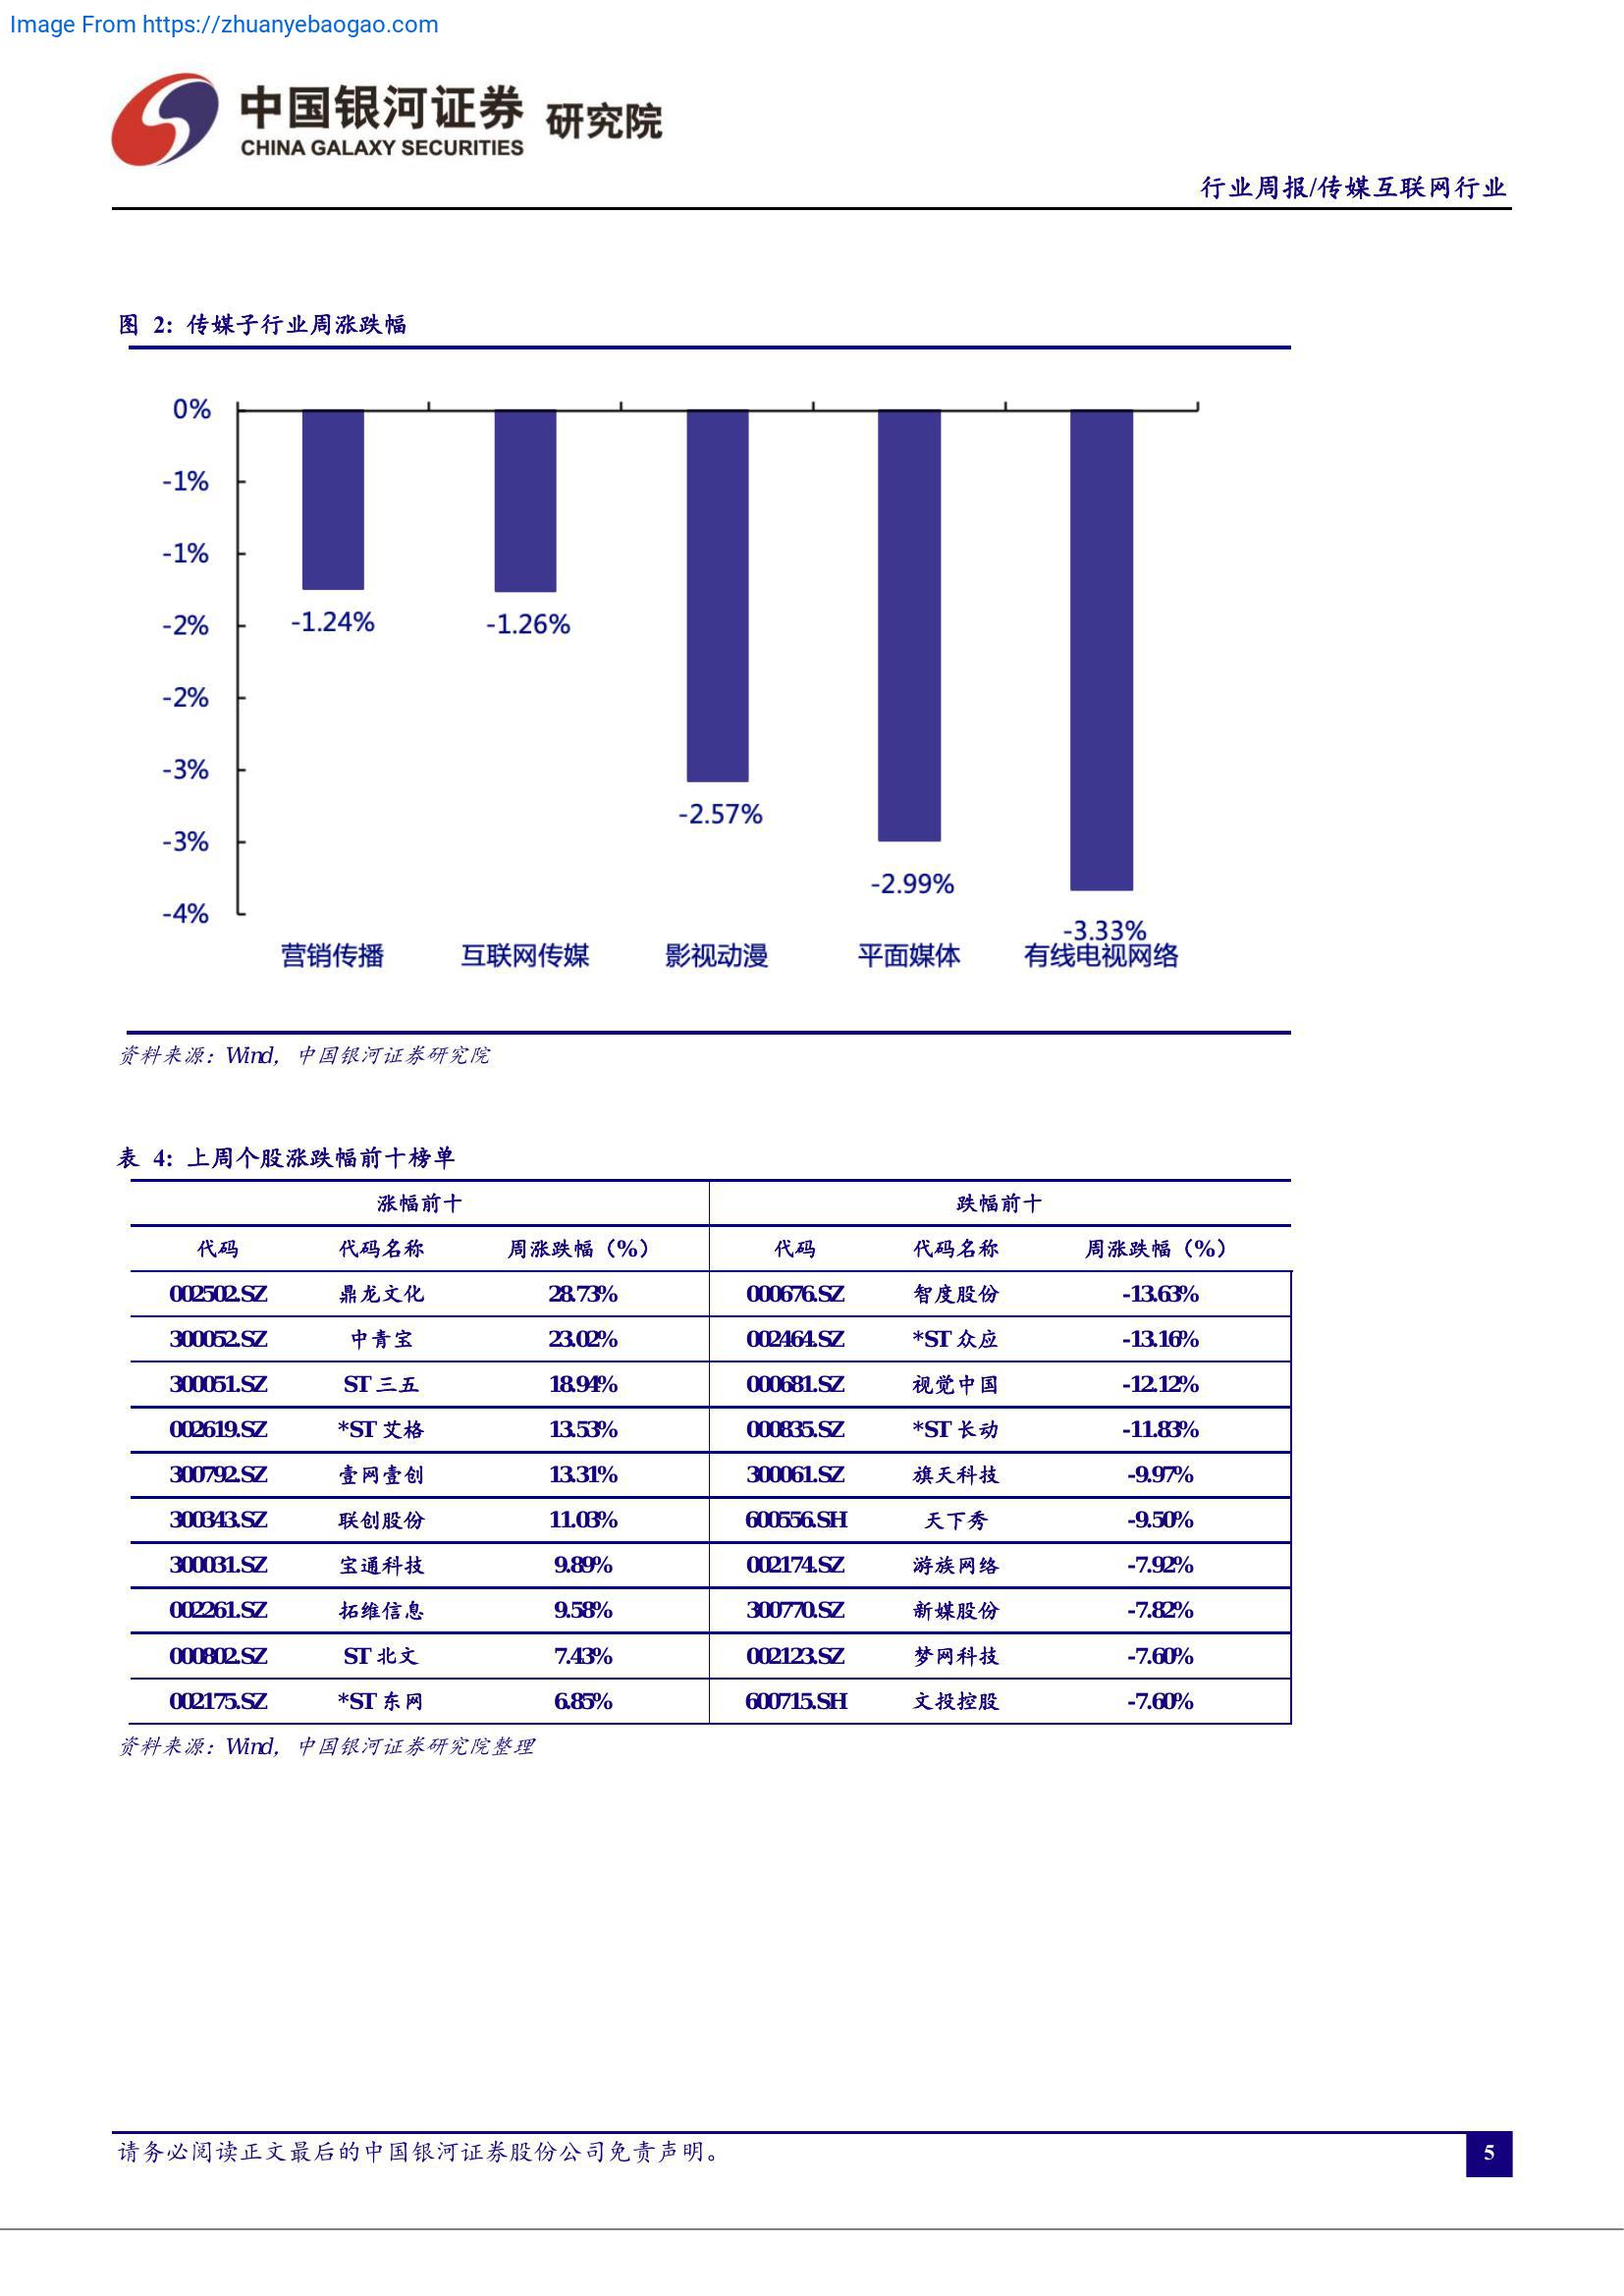 Image From https://zhuanyebaogao.com
中国银河证券 研究院
CHINA GALAXY SECURITIES
行业周报/传媒互联网行业
图 2: 传媒子行业周涨跌幅
0%
-1%
-1%
-2%
-2%
-3%
-3%
-4%
-1.24%
-1.26%
-2.57%
-2.99%
-3.33%
营销传播 互联网传媒 影视动漫 平面媒体 有线电视网络
资料来源: Wind, 中国银河证券研究院
表 4: 上周个股涨跌幅前十榜单
涨幅前十 跌幅前十
代码 代码名称 周涨跌幅（%） 代码 代码名称 周涨跌幅（%）
002502.SZ 鼎龙文化 28.73% 000676.SZ 智度股份 -13.63%
300052.SZ 中青宝 23.02% 002464.SZ *ST 众应 -13.16%
300051.SZ ST 三五 18.94% 000681.SZ 视觉中国 -12.12%
002619.SZ *ST 艾格 13.53% 000835.SZ *ST 长动 -11.83%
300792.SZ 壹网壹创 13.31% 300061.SZ 旗天科技 -9.97%
300343.SZ 联创股份 11.03% 600556.SH 天下秀 -9.50%
300031.SZ 宝通科技 9.89% 002174.SZ 游族网络 -7.92%
002261.SZ 拓维信息 9.58% 300770.SZ 新媒股份 -7.82%
000802.SZ ST 北文 7.43% 002123.SZ 梦网科技 -7.60%
002175.SZ *ST 东网 6.85% 600715.SH 文投控股 -7.60%
资料来源: Wind, 中国银河证券研究院整理
请务必阅读正文最后的中国银河证券股份公司免责声明。
5